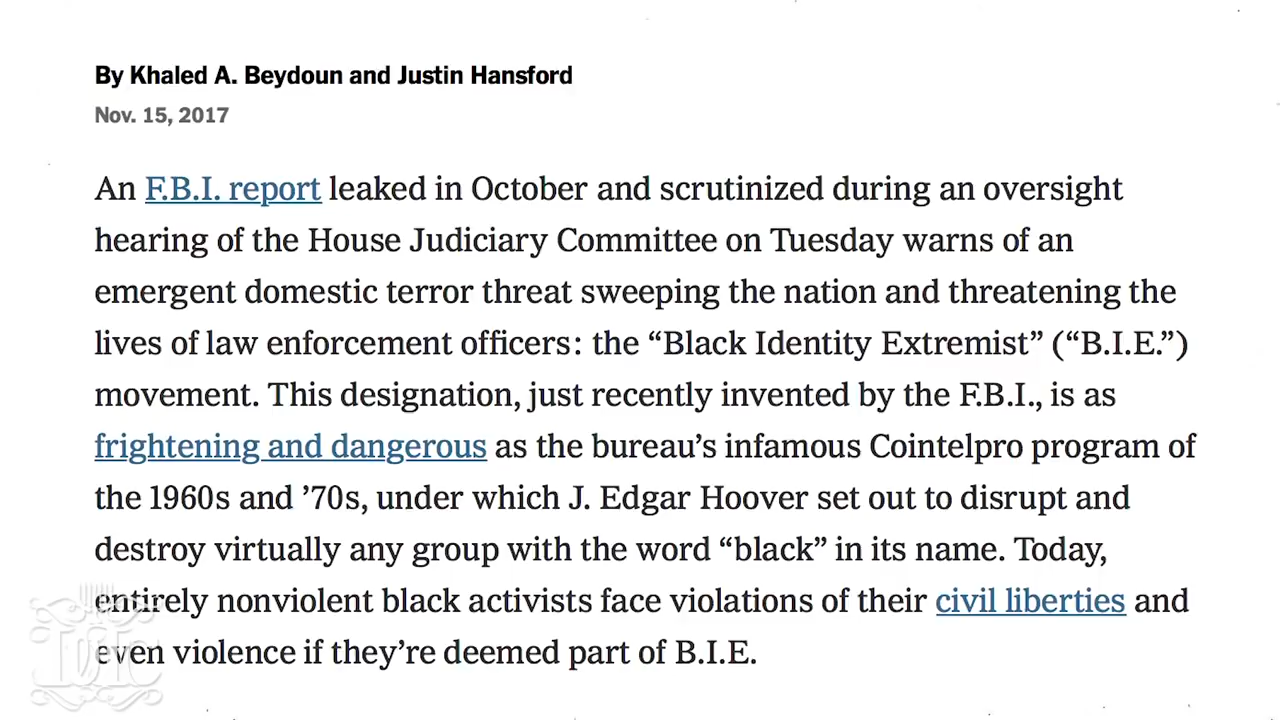 By Khaled A. Beydoun and Justin Hansford
Nov. 15, 2017
An F.B.I. report leaked in October and scrutinized during an oversight
hearing of the House Judiciary Committee on Tuesday warns of an
emergent domestic terror threat sweeping the nation and threatening the
lives of law enforcement officers: the “Black Identity Extremist” (“B.I.E.”)
movement. This designation, just recently invented by the F.B.I., is as
frightening and dangerous as the bureau’s infamous Cointelpro program of
the 1960s and ’70s, under which J. Edgar Hoover set out to disrupt and
destroy virtually any group with the word “black” in its name. Today,
entirely nonviolent black activists face violations of their civil liberties and
even violence if they’re deemed part of B.I.E.